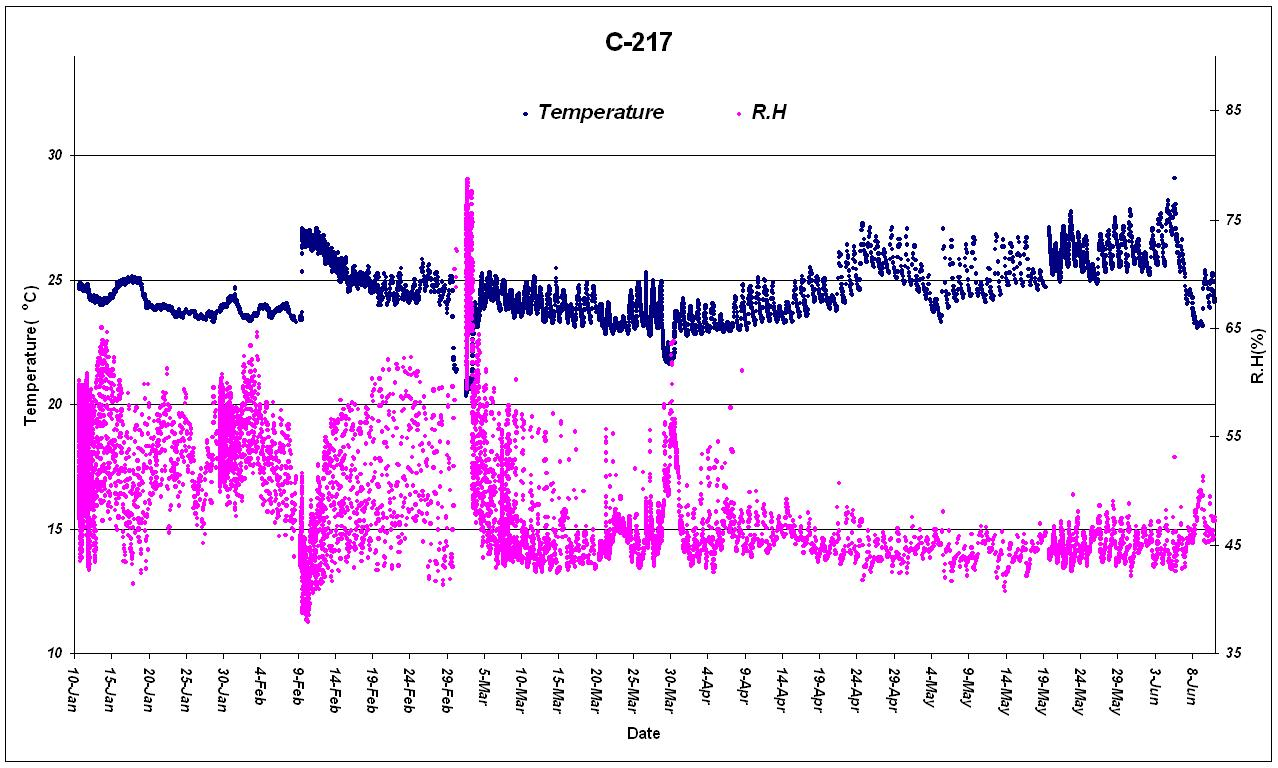 C-217
Temperature
R.H
Temperature( °C)
30
25
20
15
10
R.H(%)
85
75
65
55
45
35
10-Jan
15-Jan
20-Jan
25-Jan
30-Jan
4-Feb
9-Feb
14-Feb
19-Feb
24-Feb
29-Feb
5-Mar
10-Mar
15-Mar
20-Mar
25-Mar
30-Mar
4-Apr
9-Apr
14-Apr
19-Apr
24-Apr
29-Apr
4-May
9-May
14-May
19-May
24-May
29-May
3-Jun
8-Jun
Date